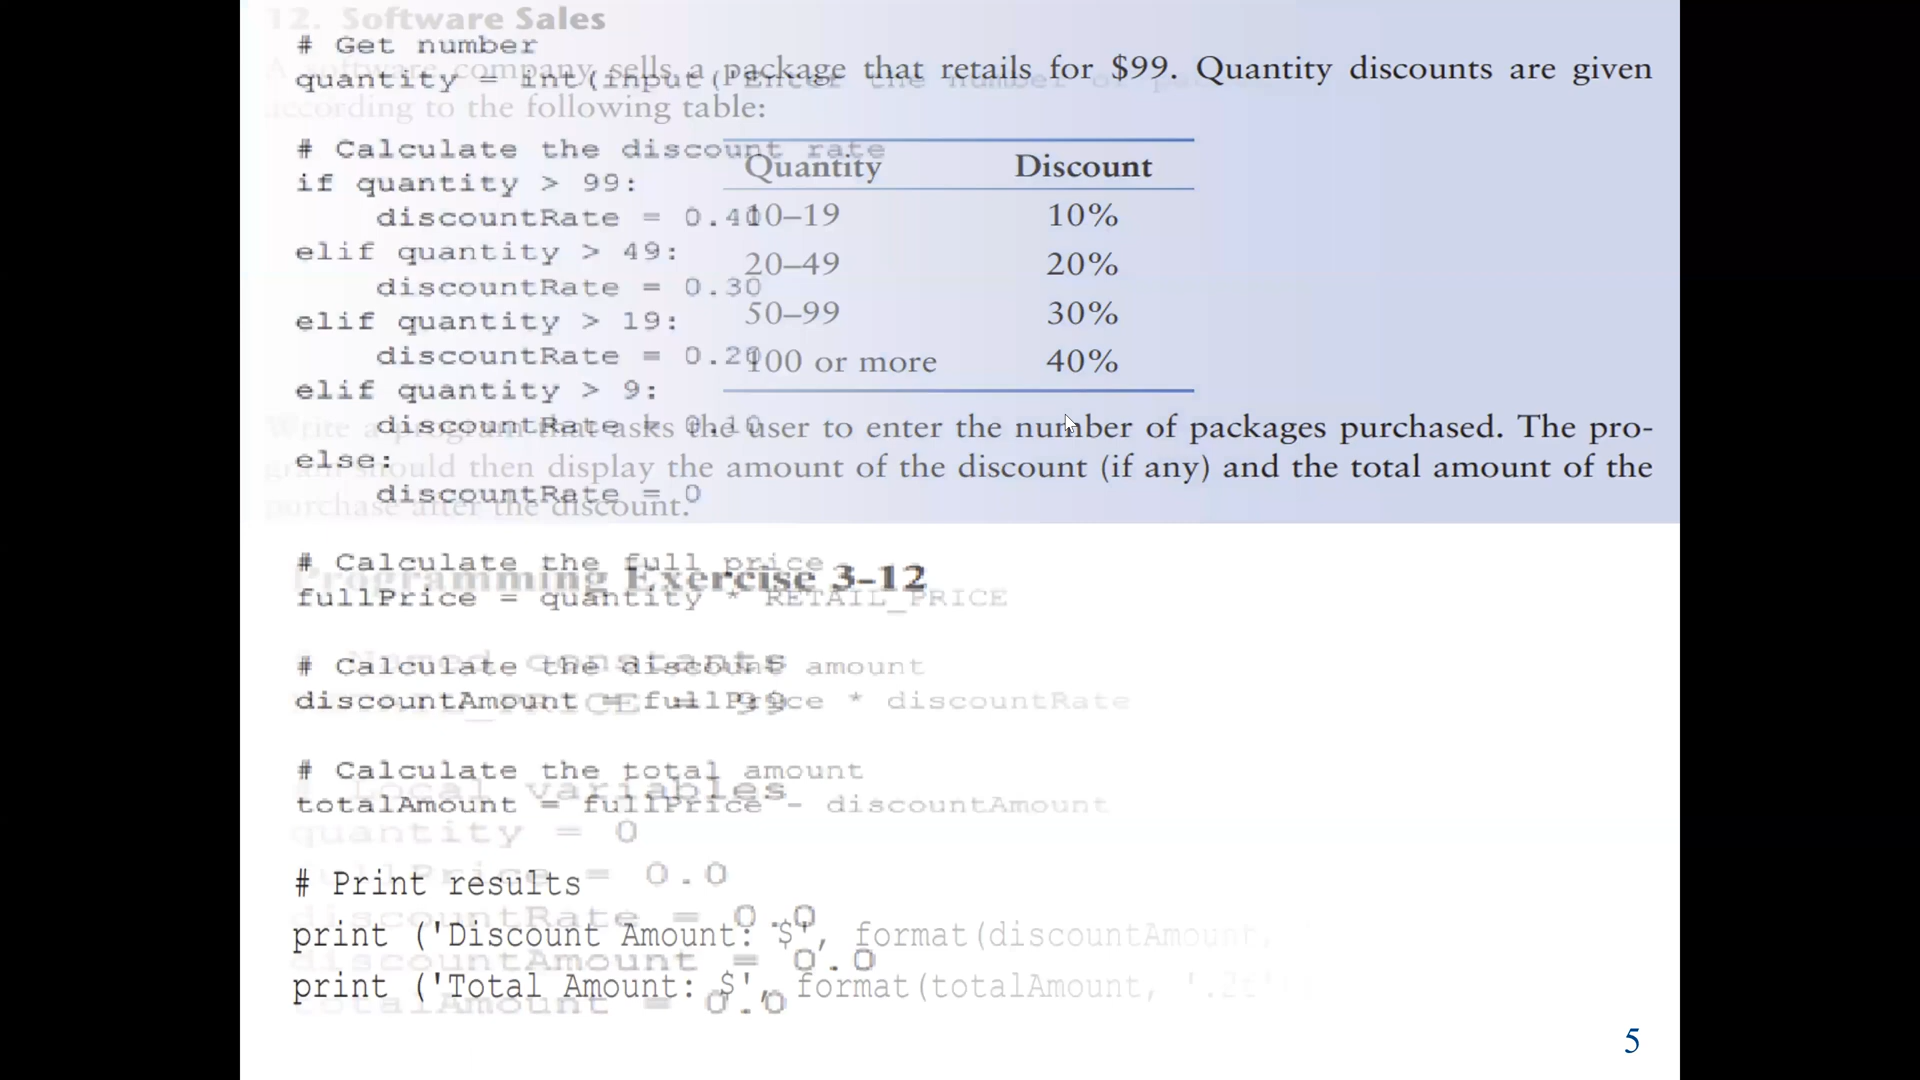 12. Software Sales
A software company sells a package that retails for $99. Quantity discounts are given
according to the following table:
Quantity Discount
10–19 10%
20–49 20%
50–99 30%
100 or more 40%
Write a program that asks the user to enter the number of packages purchased. The pro-
gram should then display the amount of the discount (if any) and the total amount of the
purchase after the discount.
Programming Exercise 3-12
# Named constants
RETAIL_PRICE = 99
# Local variables
quantity = 0
fullPrice = 0.0
discountRate = 0.0
discountAmount = 0.0
totalAmount = 0.0
# Get number
quantity = int(input('Enter the number of
# Calculate the discount rate
if quantity > 99:
discountRate = 0.40
elif quantity > 49:
discountRate = 0.30
elif quantity > 19:
discountRate = 0.20
elif quantity > 9:
discountRate = 0.10
else:
discountRate = 0
# Calculate the full price
fullPrice = quantity * RETAIL_PRICE
# Calculate the discount amount
discountAmount = fullPrice * discountRate
# Calculate the total amount
totalAmount = fullPrice - discountAmount
# Print results
print ('Discount Amount: $', format(discountAmount,
print ('Total Amount: $', format(totalAmount, '.2f'
5